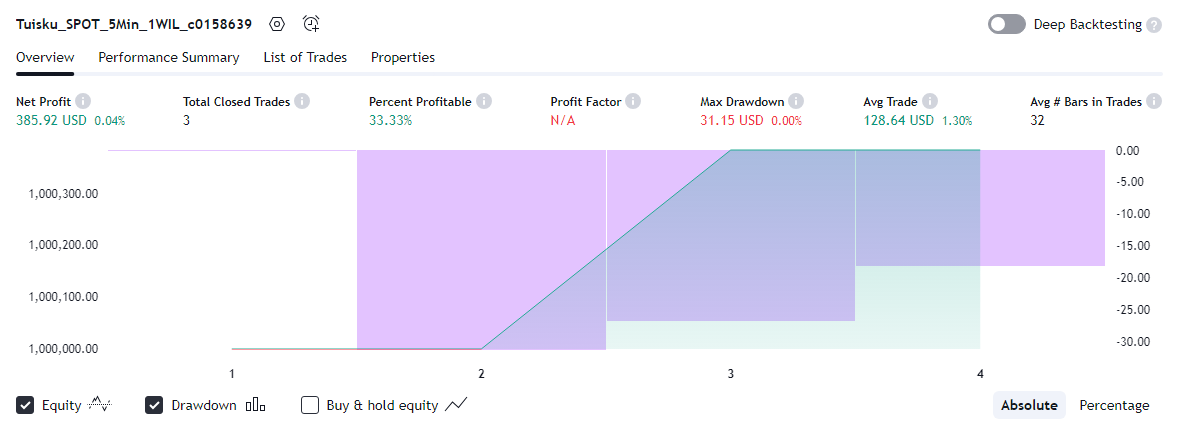 Tuisku_SPOT_5Min_1WIL_c0158639 Deep Backtesting ?
Overview Performance Summary List of Trades Properties
Net Profit i Total Closed Trades i Percent Profitable i Profit Factor i Max Drawdown i Avg Trade i Avg # Bars in Trades i
385.92 USD 0.04% 3 33.33% N/A 31.15 USD 0.00% 128.64 USD 1.30% 32
0.00
-5.00
1,000,300.00
-10.00
1,000,200.00
-15.00
-20.00
1,000,100.00
-25.00
-30.00
1,000,000.00
1 2 3 4
Equity Drawdown Buy & hold equity Absolute Percentage